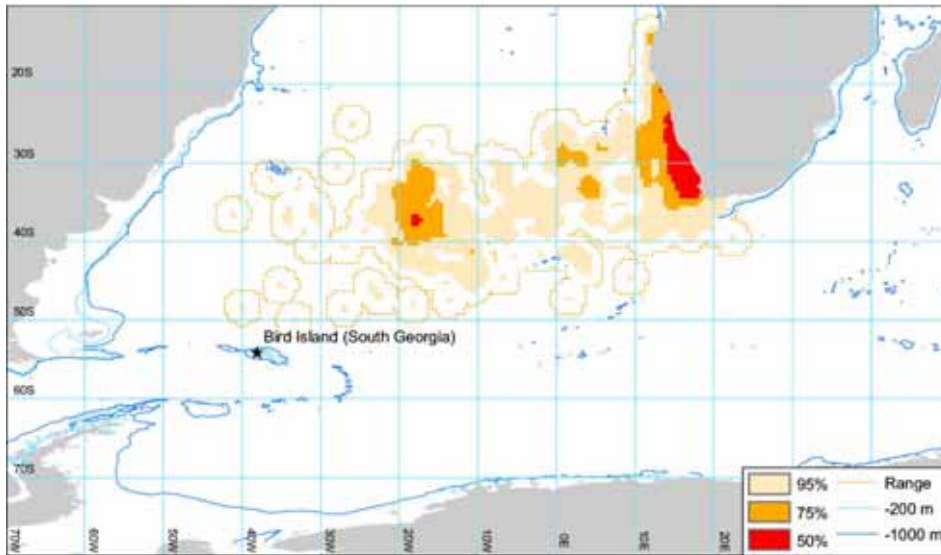 20S
30S
40S
50S
Bird Island (South Georgia)
60S
70S
70W
60W
50W
40W
30W
20W
10W
0E
10E
20E
95%
75%
50%
Range
-200 m
-1000 m